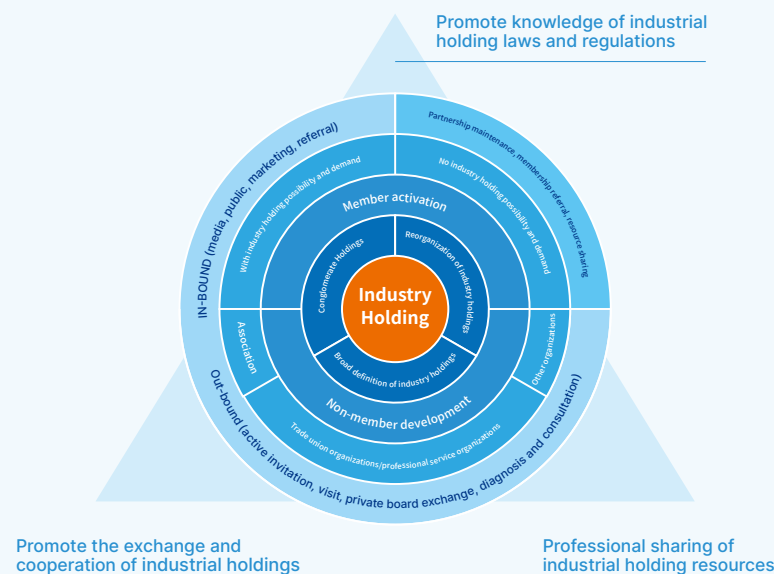 Promote knowledge of industrial
holding laws and regulations
IN-BOUND (media, public, marketing, referral)
Partnership maintenance, membership referral, resource sharing
With industry holding possibility and demand
No industry holding possibility and demand
Member activation
Conglomerate Holdings
Reorganization of industry holdings
Industry
Holding
Broad definition of industry holdings
Association
Other organizations
Non-member development
Trade union organizations/professional service organizations
Out-bound (active invitation, visit, private board exchange, diagnosis and consultation)
Promote the exchange and
cooperation of industrial holdings
Professional sharing of
industrial holding resources